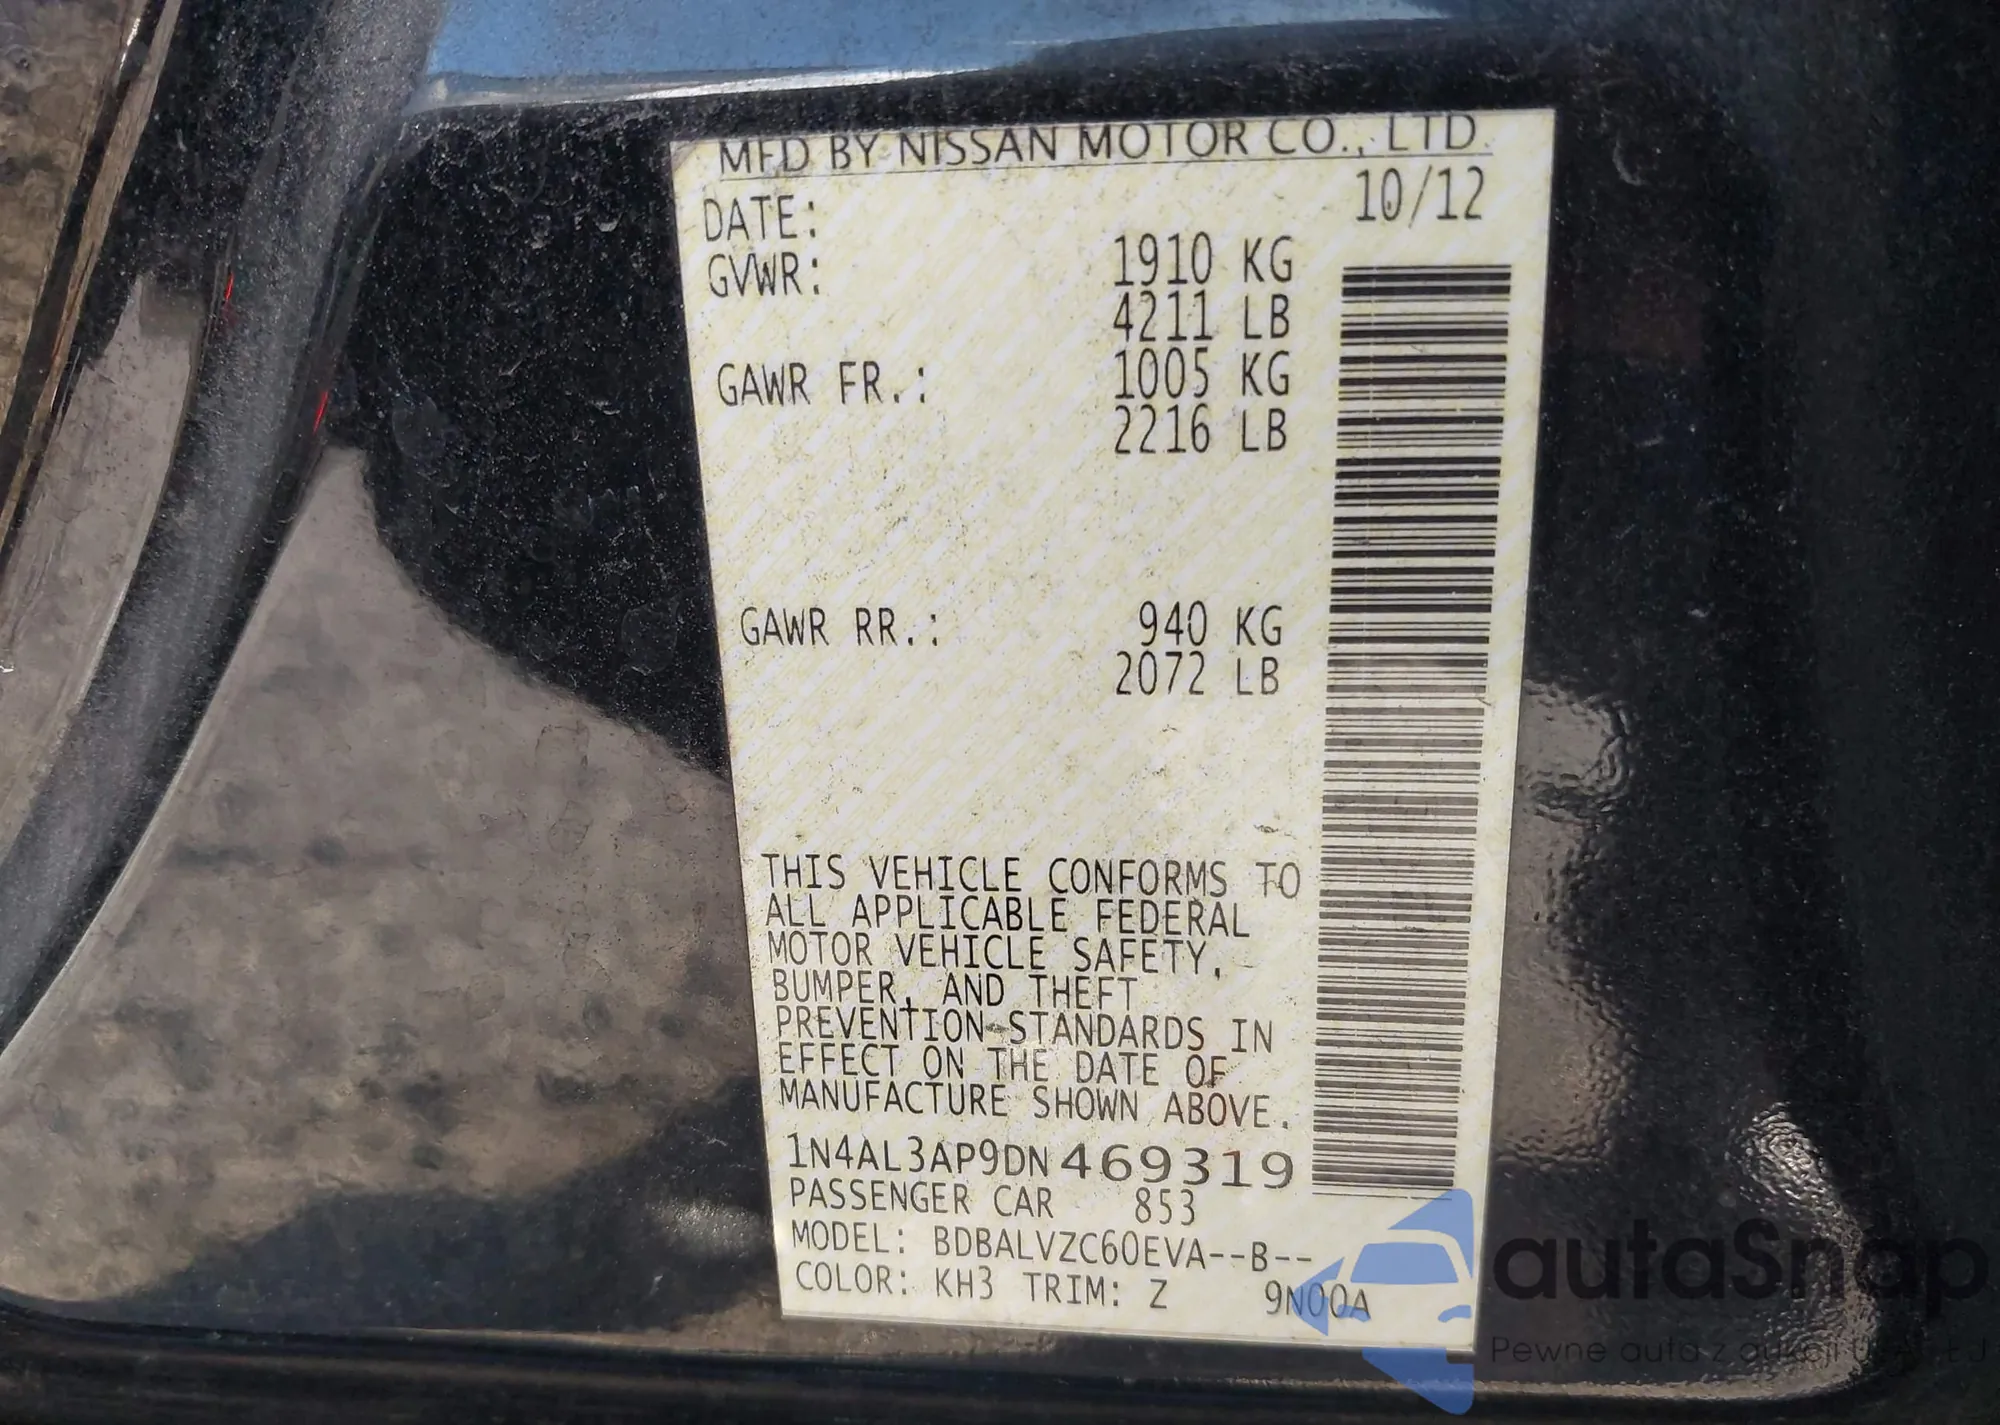 MFD BY NISSAN MOTOR CO., LTD.
DATE: 10/12
GVWR: 1910 KG
4211 LB
GAWR FR.: 1005 KG
2216 LB
GAWR RR.: 940 KG
2072 LB
THIS VEHICLE CONFORMS TO
ALL APPLICABLE FEDERAL
MOTOR VEHICLE SAFETY,
BUMPER, AND THEFT
PREVENTION STANDARDS IN
EFFECT ON THE DATE OF
MANUFACTURE SHOWN ABOVE.
1N4AL3AP9DN469319
PASSENGER CAR 853
MODEL: BDBALVZC60EVA--B--
COLOR: KH3 TRIM: Z 9N00A
autaSnap
Pewne auta z aukcji